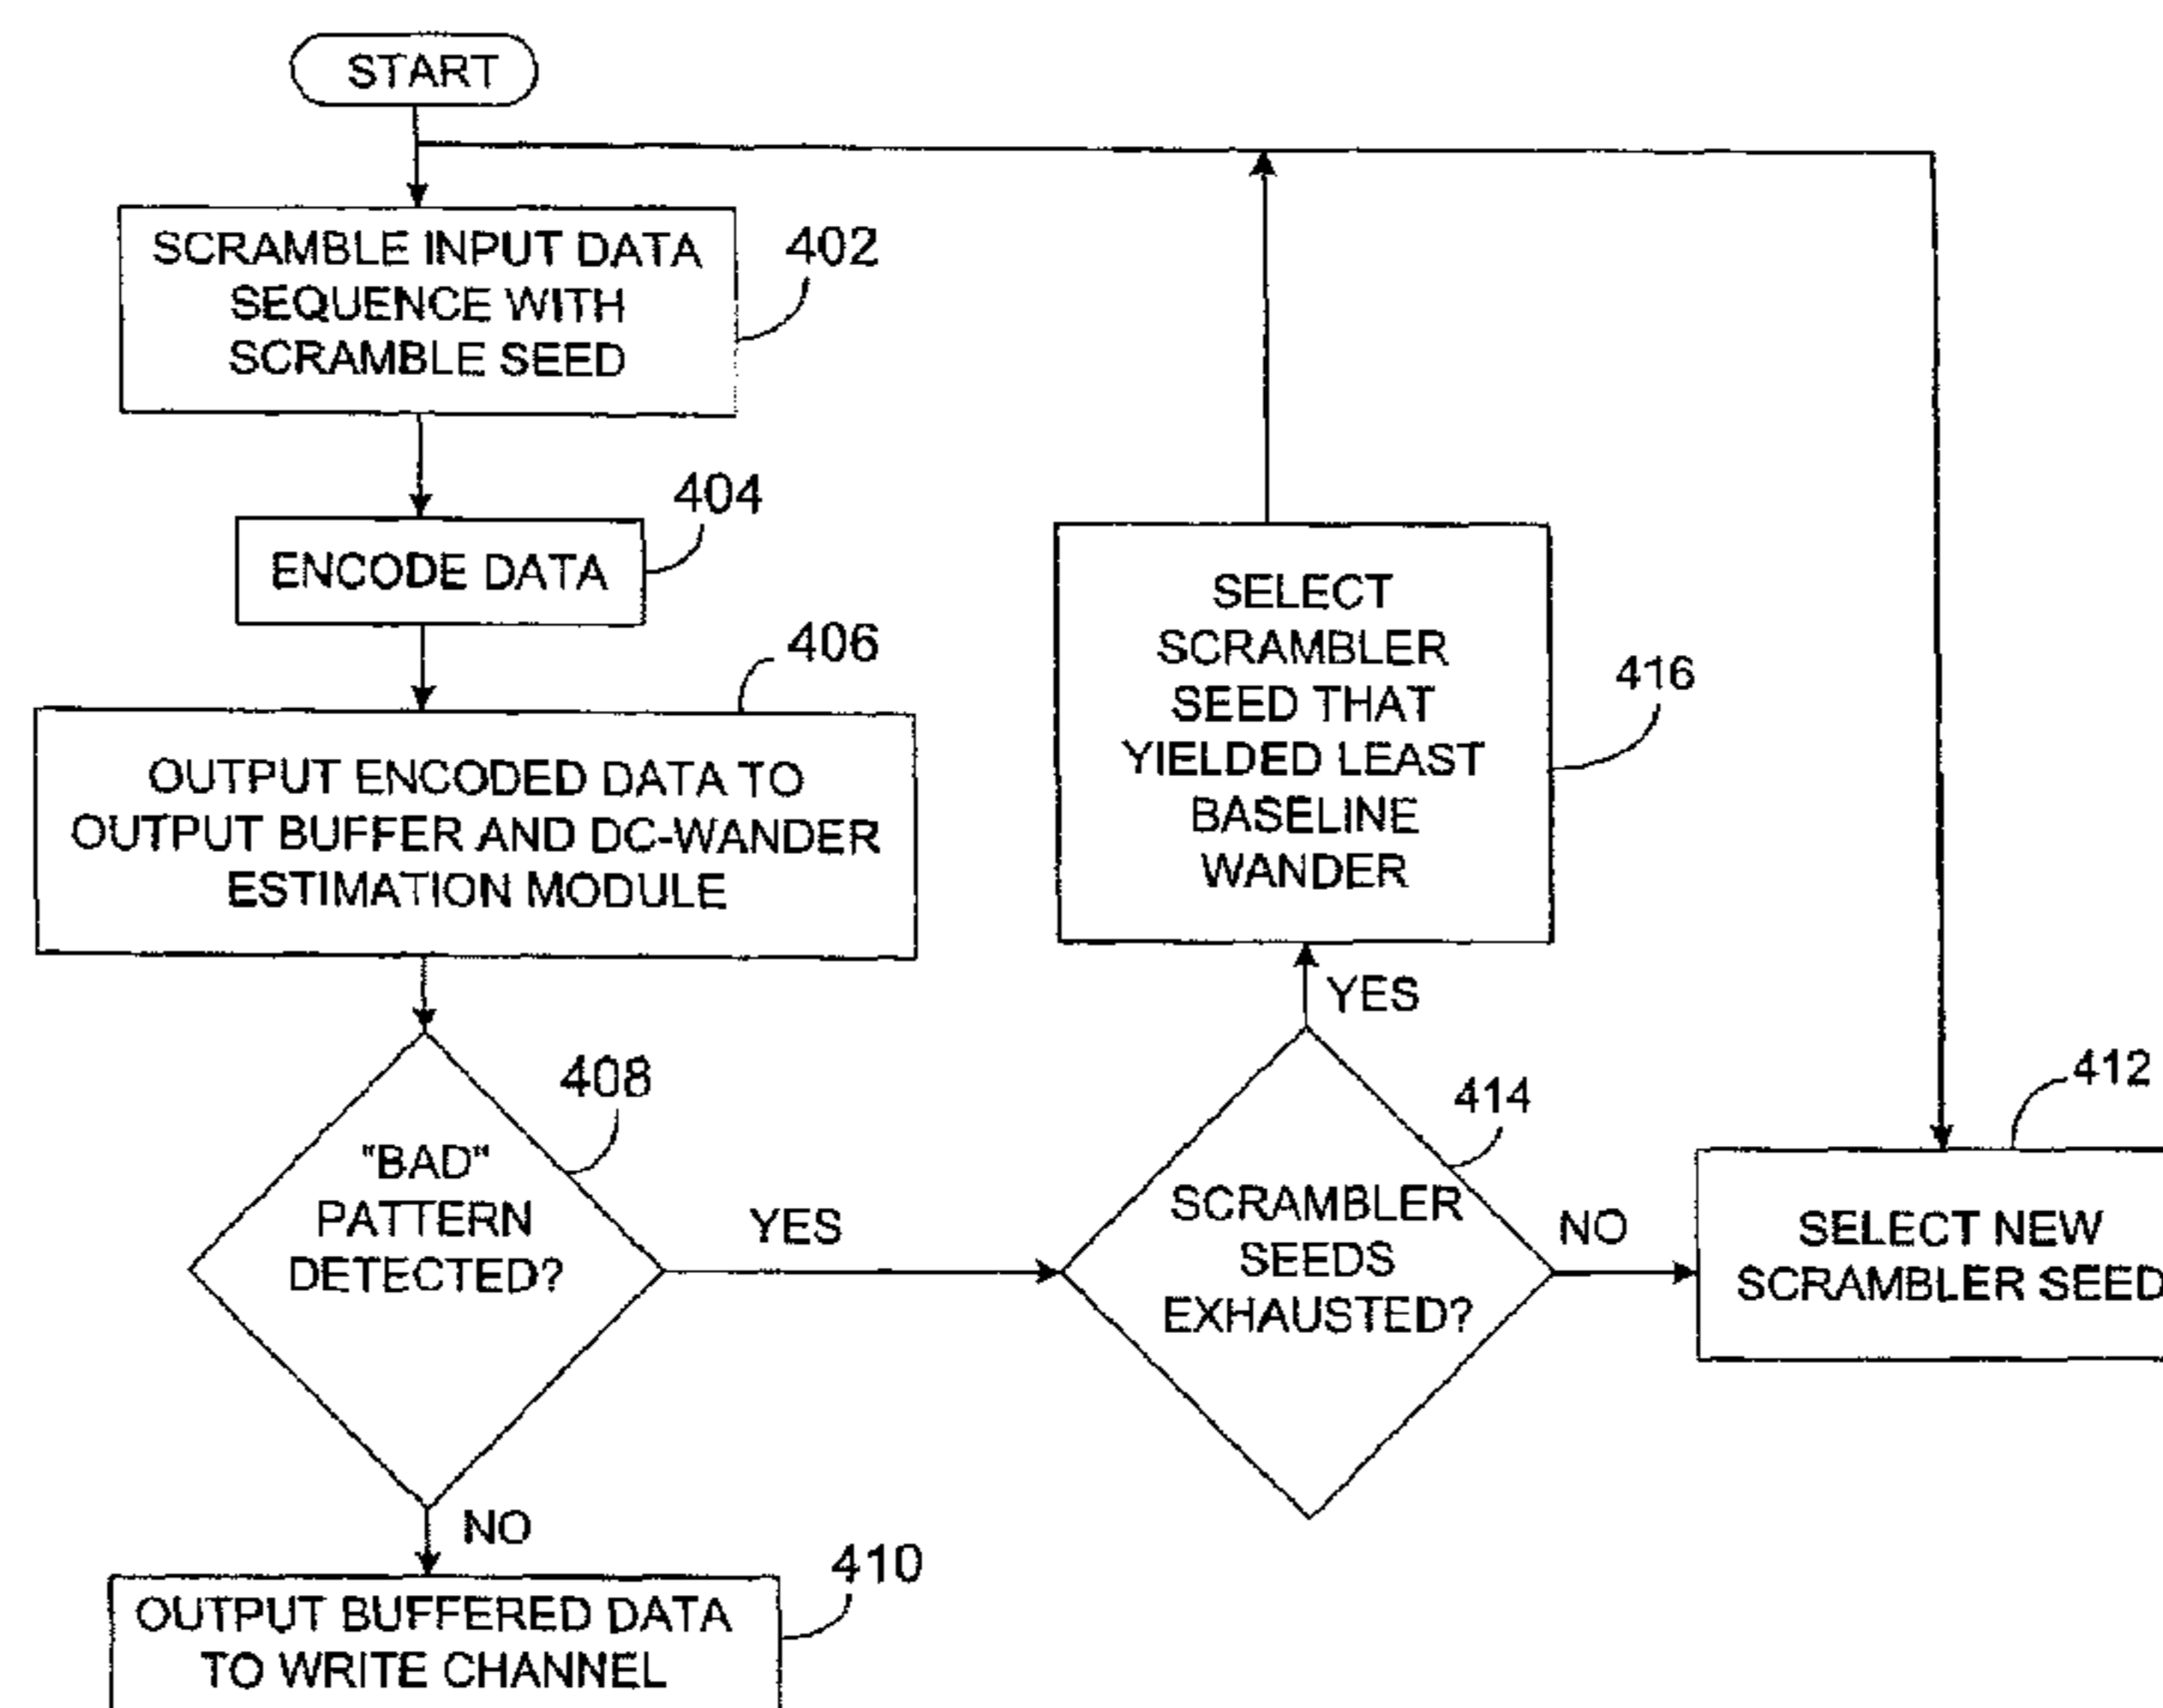 START
SCRAMBLE INPUT DATA
SEQUENCE WITH
SCRAMBLE SEED
402
ENCODE DATA
404
OUTPUT ENCODED DATA TO
OUTPUT BUFFER AND DC-WANDER
ESTIMATION MODULE
406
"BAD"
PATTERN
DETECTED?
408
YES
NO
OUTPUT BUFFERED DATA
TO WRITE CHANNEL
410
SCRAMBLER
SEEDS
EXHAUSTED?
414
YES
NO
SELECT
SCRAMBLER
SEED THAT
YIELDED LEAST
BASELINE
WANDER
416
SELECT NEW
SCRAMBLER SEED
412